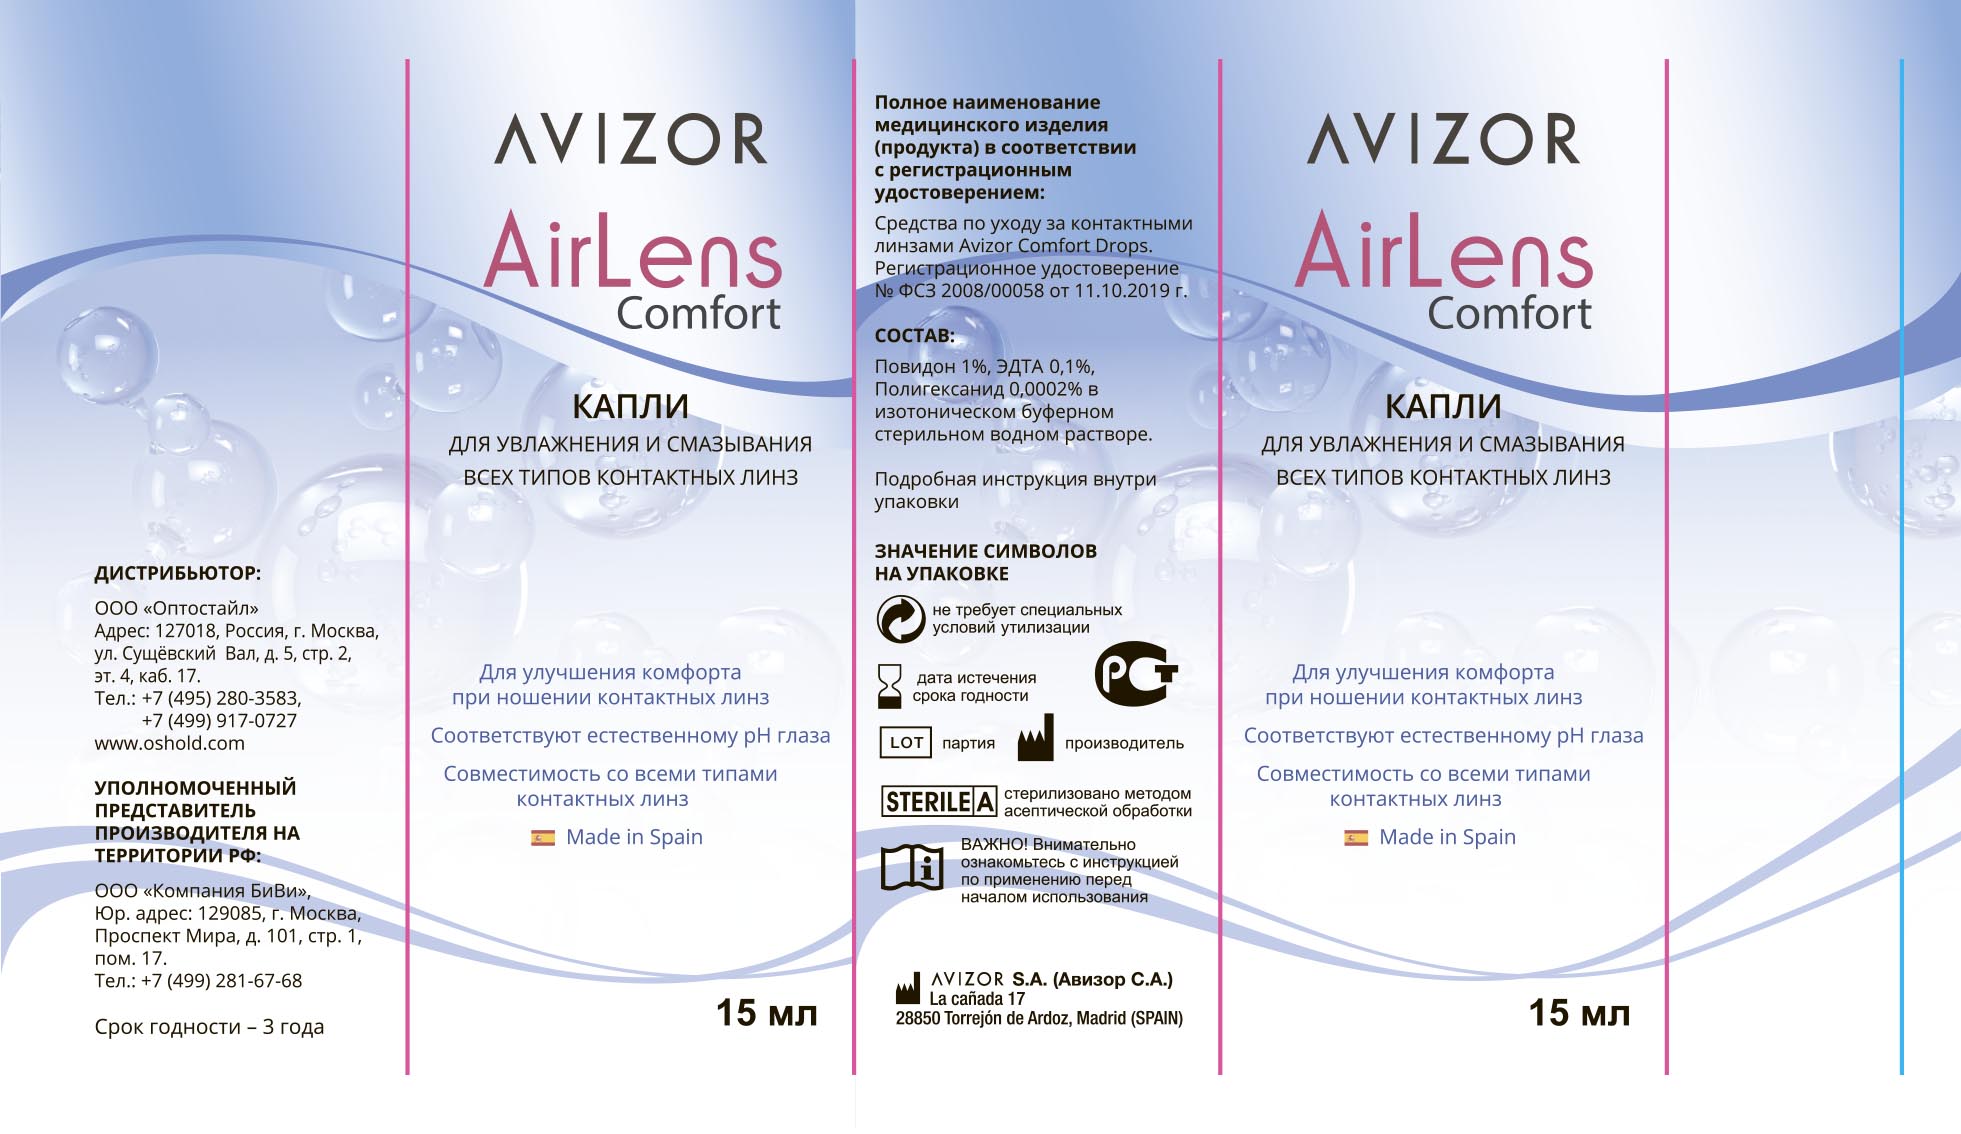 ДИСТРИБЬЮТОР:
ООО «Оптостайл»
Адрес: 127018, Россия, г. Москва,
ул. Сущёвский Вал, д. 5, стр. 2,
эт. 4, каб. 17.
Тел.: +7 (495) 280-3583,
+7 (499) 917-0727
www.oshold.com
УПОЛНОМОЧЕННЫЙ
ПРЕДСТАВИТЕЛЬ
ПРОИЗВОДИТЕЛЯ НА
ТЕРРИТОРИИ РФ:
ООО «Компания БиВи»,
Юр. адрес: 129085, г. Москва,
Проспект Мира, д. 101, стр. 1,
пом. 17.
Тел.: +7 (499) 281-67-68
Срок годности – 3 года
AVIZOR
AirLens
Comfort
КАПЛИ
ДЛЯ УВЛАЖНЕНИЯ И СМАЗЫВАНИЯ
ВСЕХ ТИПОВ КОНТАКТНЫХ ЛИНЗ
Для улучшения комфорта
при ношении контактных линз
Соответствуют естественному pH глаза
Совместимость со всеми типами
контактных линз
Made in Spain
15 мл
Полное наименование
медицинского изделия
(продукта) в соответствии
с регистрационным
удостоверением:
Средства по уходу за контактными
линзами Avizor Comfort Drops.
Регистрационное удостоверение
№ ФСЗ 2008/00058 от 11.10.2019 г.
СОСТАВ:
Повидон 1%, ЭДТА 0,1%,
Полигексанид 0,0002% в
изотоническом буферном
стерильном водном растворе.
Подробная инструкция внутри
упаковки
ЗНАЧЕНИЕ СИМВОЛОВ
НА УПАКОВКЕ
не требует специальных
условий утилизации
дата истечения
срока годности
РСТ
LOT партия
производитель
STERILE A стерилизовано методом
асептической обработки
ВАЖНО! Внимательно
ознакомьтесь с инструкцией
по применению перед
началом использования
AVIZOR S.A. (Авизор С.А.)
La cañada 17
28850 Torrejón de Ardoz, Madrid (SPAIN)
AVIZOR
AirLens
Comfort
КАПЛИ
ДЛЯ УВЛАЖНЕНИЯ И СМАЗЫВАНИЯ
ВСЕХ ТИПОВ КОНТАКТНЫХ ЛИНЗ
Для улучшения комфорта
при ношении контактных линз
Соответствуют естественному pH глаза
Совместимость со всеми типами
контактных линз
Made in Spain
15 мл